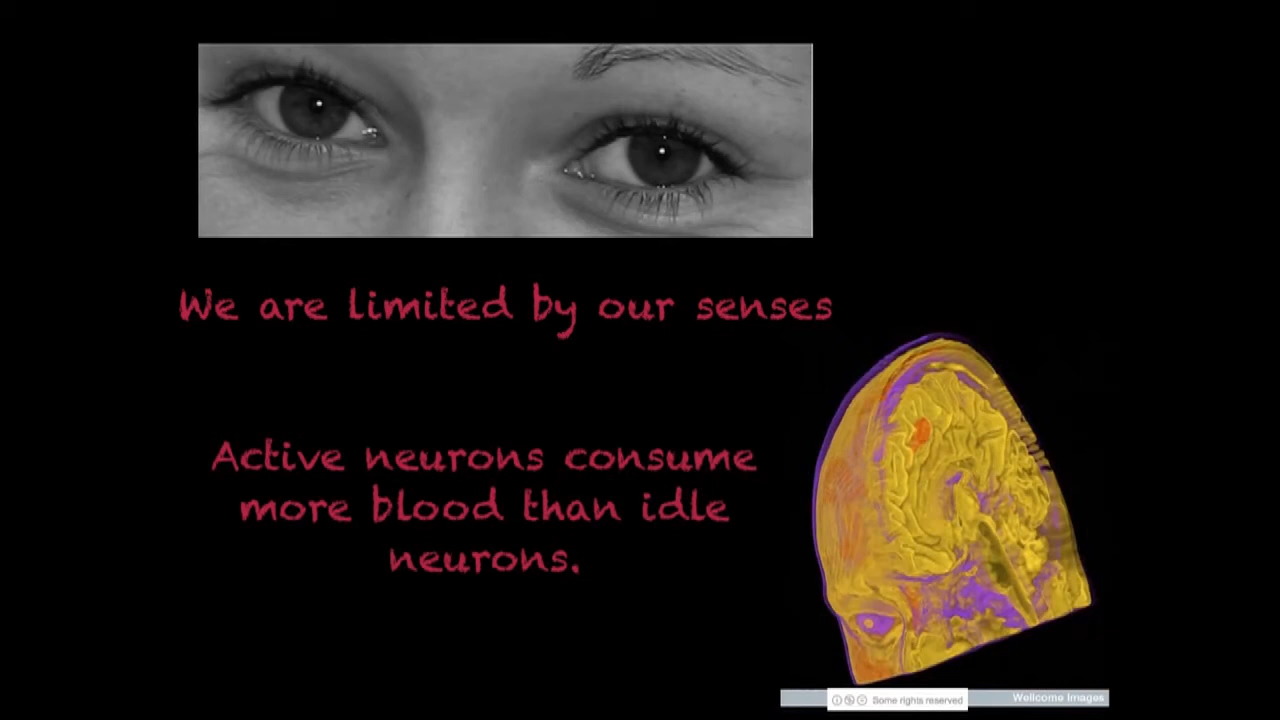 We are limited by our senses
Active neurons consume
more blood than idle
neurons.
Some rights reserved
Wellcome Images